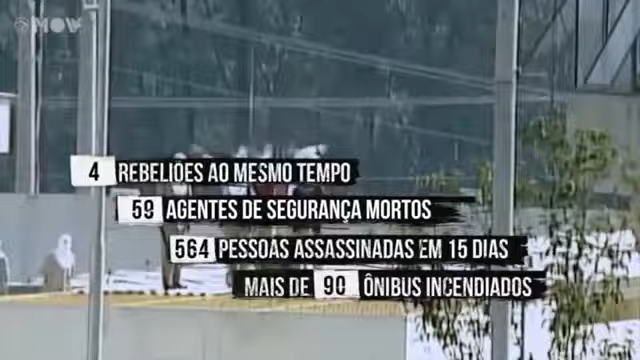 MOV
4 REBELIÕES AO MESMO TEMPO
59 AGENTES DE SEGURANÇA MORTOS
564 PESSOAS ASSASSINADAS EM 15 DIAS
MAIS DE 90 ÔNIBUS INCENDIADOS